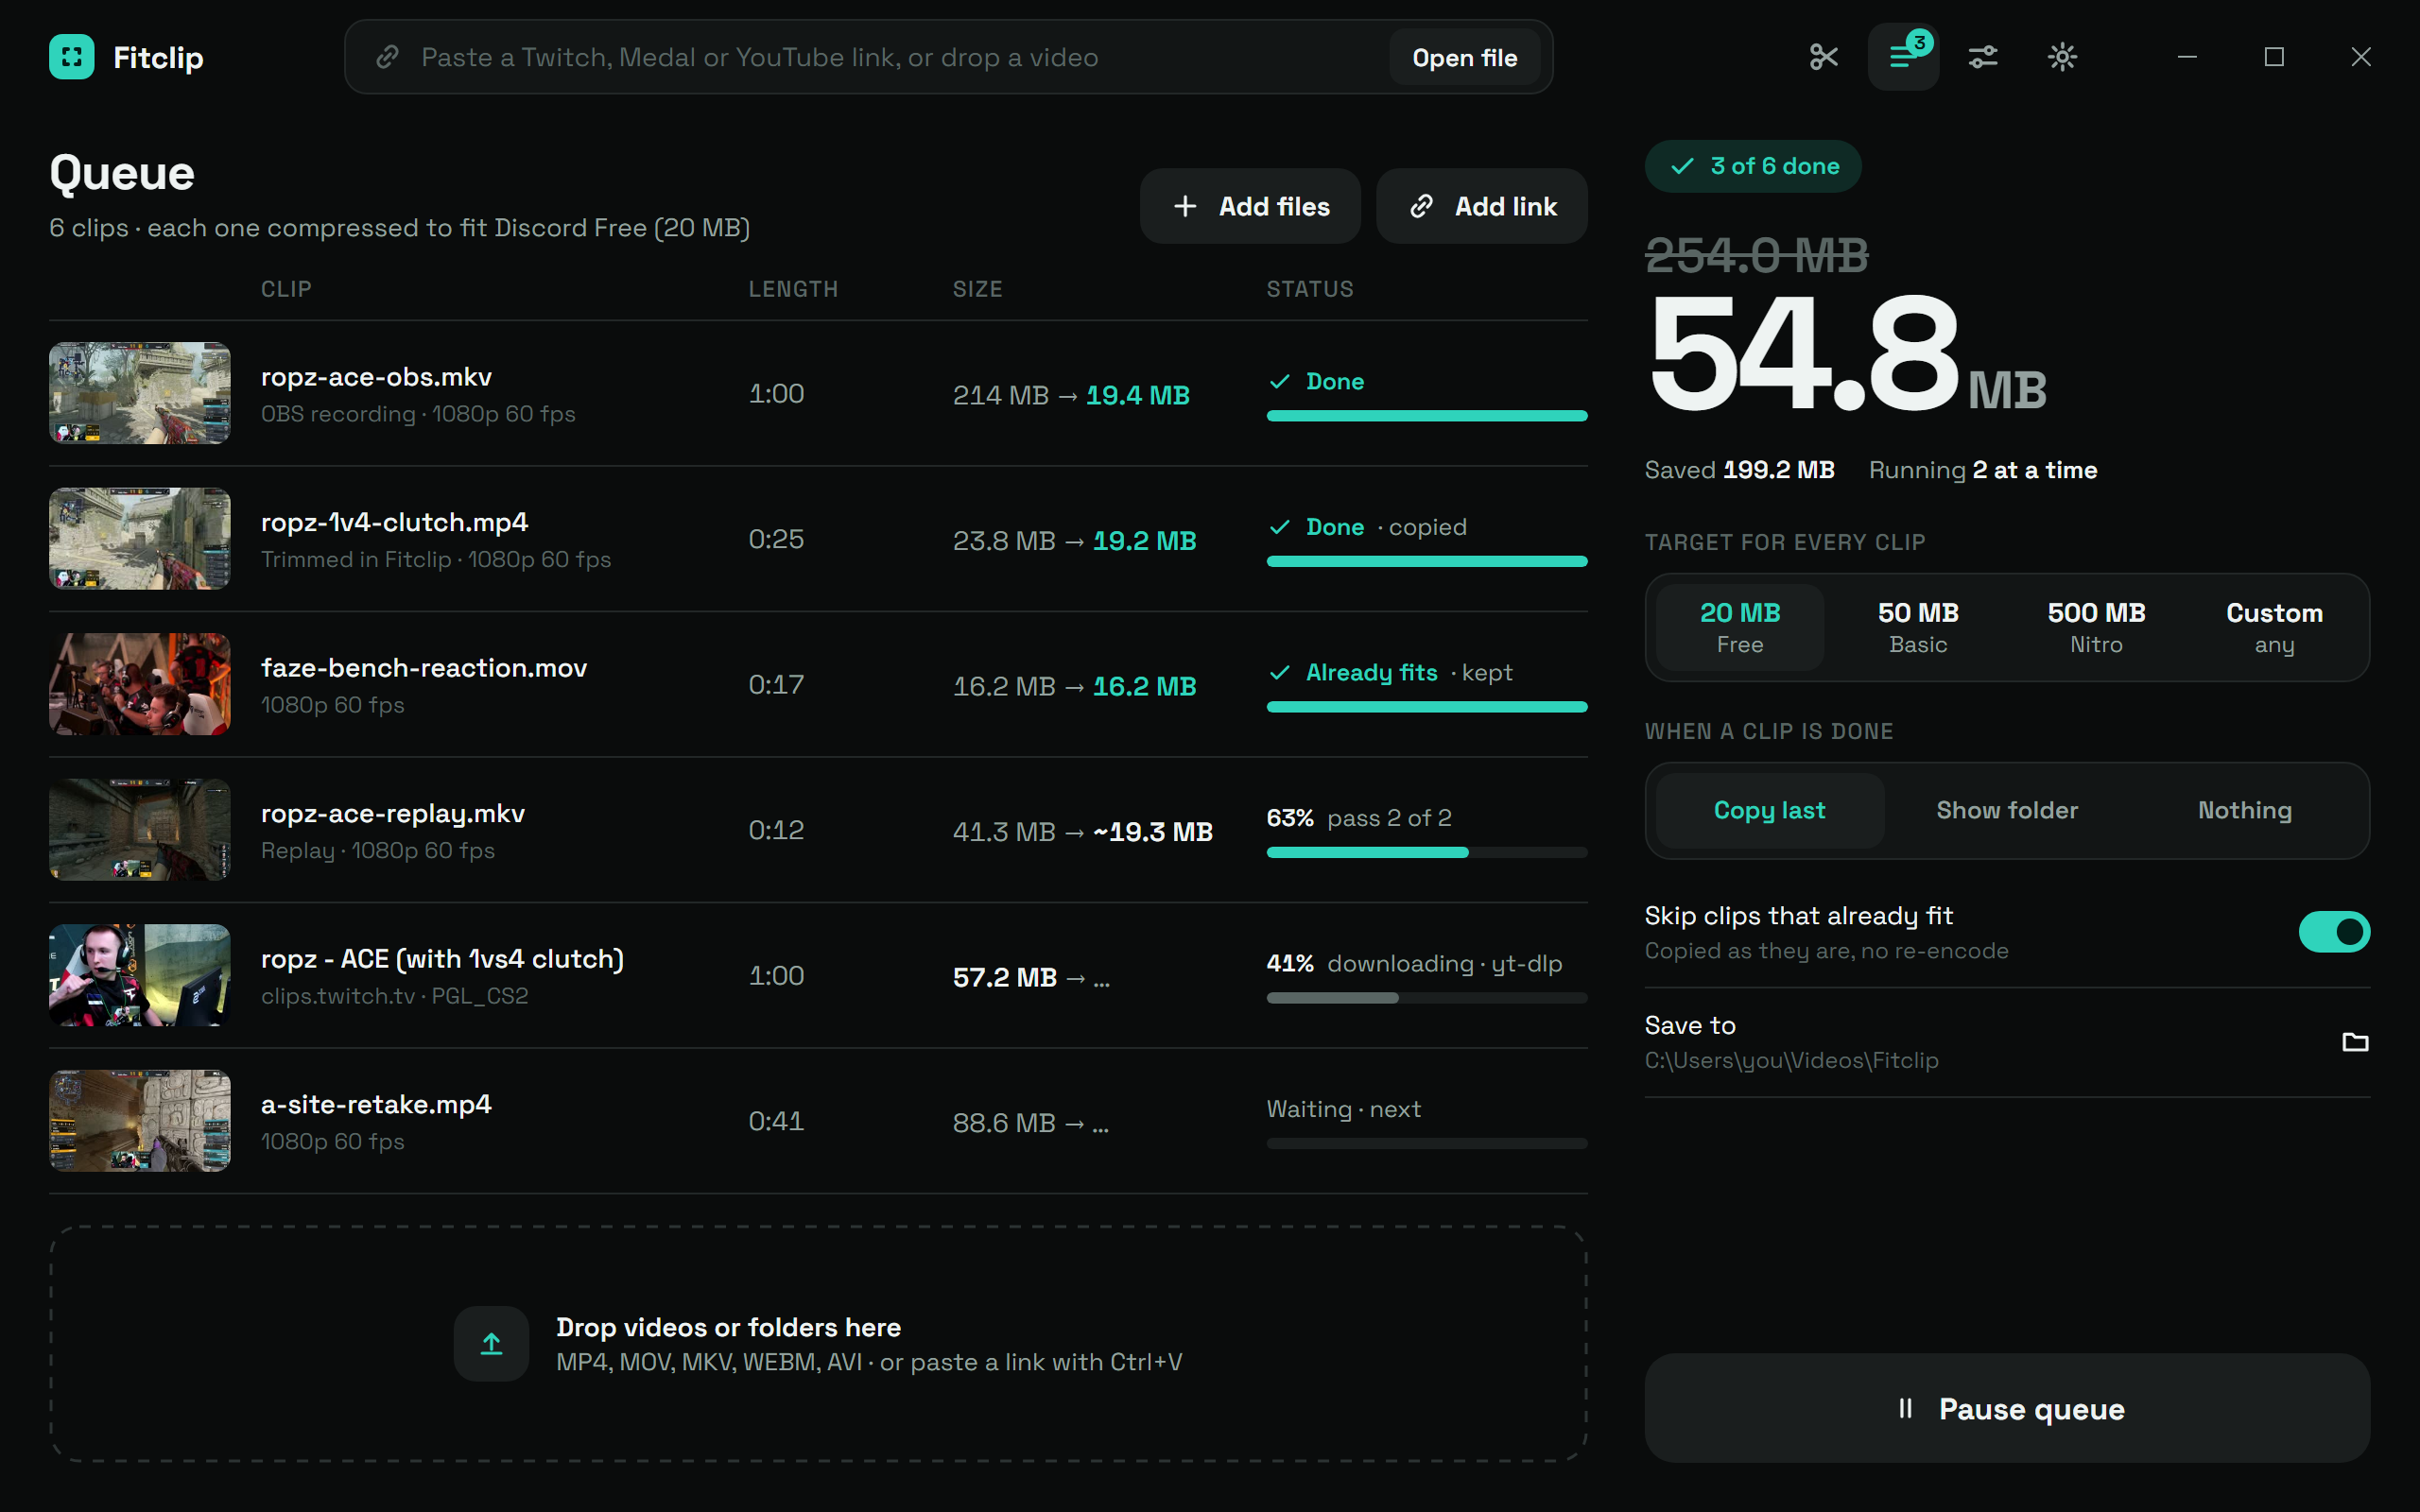 Fitclip
Paste a Twitch, Medal or YouTube link, or drop a video
Open file
3
Queue
6 clips · each one compressed to fit Discord Free (20 MB)
Add files
Add link
CLIP LENGTH SIZE STATUS
ropz-ace-obs.mkv
OBS recording · 1080p 60 fps
1:00
214 MB → 19.4 MB
Done
ropz-1v4-clutch.mp4
Trimmed in Fitclip · 1080p 60 fps
0:25
23.8 MB → 19.2 MB
Done · copied
faze-bench-reaction.mov
1080p 60 fps
0:17
16.2 MB → 16.2 MB
Already fits · kept
ropz-ace-replay.mkv
Replay · 1080p 60 fps
0:12
41.3 MB → ~19.3 MB
63% pass 2 of 2
ropz - ACE (with 1vs4 clutch)
clips.twitch.tv · PGL_CS2
1:00
57.2 MB → …
41% downloading · yt-dlp
a-site-retake.mp4
1080p 60 fps
0:41
88.6 MB → …
Waiting · next
Drop videos or folders here
MP4, MOV, MKV, WEBM, AVI · or paste a link with Ctrl+V
3 of 6 done
254.0 MB
54.8 MB
Saved 199.2 MB Running 2 at a time
TARGET FOR EVERY CLIP
20 MB 50 MB 500 MB Custom
Free Basic Nitro any
WHEN A CLIP IS DONE
Copy last Show folder Nothing
Skip clips that already fit
Copied as they are, no re-encode
Save to
C:\Users\you\Videos\Fitclip
Pause queue